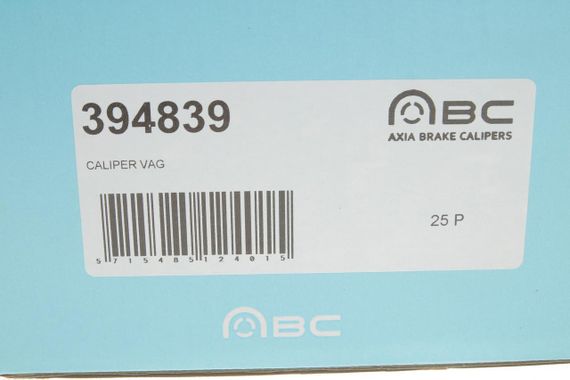 394839
ABC
AXIA BRAKE CALIPERS
CALIPER VAG
25 P
5 715485 124015
ABC